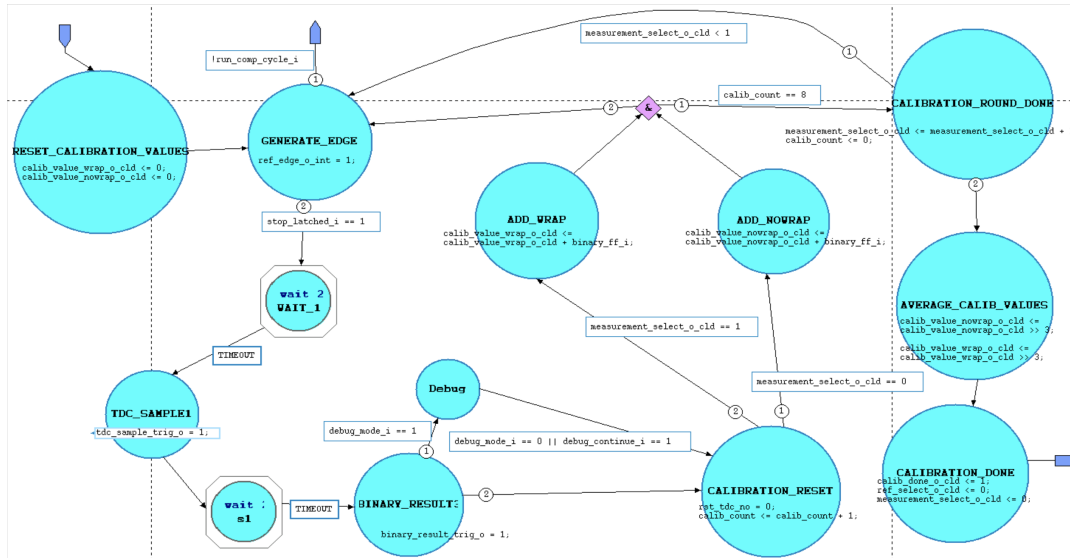 measurement_select_o_cld < 1
1
!run_comp_cycle_i
1
calib_count == 8
2
&
1
CALIBRATION_ROUND_DONE
measurement_select_o_cld <= measurement_select_o_cld +
calib_count <= 0;
2
GENERATE_EDGE
ref_edge_o_int = 1;
2
RESET_CALIBRATION_VALUES
calib_value_wrap_o_cld <= 0;
calib_value_nowrap_o_cld <= 0;
stop_latched_i == 1
ADD_WRAP
calib_value_wrap_o_cld <=
calib_value_wrap_o_cld + binary_ff_i;
ADD_NOWRAP
calib_value_nowrap_o_cld <=
calib_value_nowrap_o_cld + binary_ff_i;
wait 2
WAIT_1
AVERAGE_CALIB_VALUES
calib_value_nowrap_o_cld <=
calib_value_nowrap_o_cld >> 3;
calib_value_wrap_o_cld <=
calib_value_wrap_o_cld >> 3;
measurement_select_o_cld == 1
TIMEOUT
measurement_select_o_cld == 0
Debug
TDC_SAMPLE1
tdc_sample_trig_o = 1;
2
1
debug_mode_i == 1
debug_mode_i == 0 || debug_continue_i == 1
1
wait :
s1
TIMEOUT
BINARY_RESULTS
binary_result_trig_o = 1;
2
CALIBRATION_RESET
rst_tdc_no = 0;
calib_count <= calib_count + 1;
CALIBRATION_DONE
calib_done_o_cld <= 1;
ref_select_o_cld <= 0;
measurement_select_o_cld <= 0;